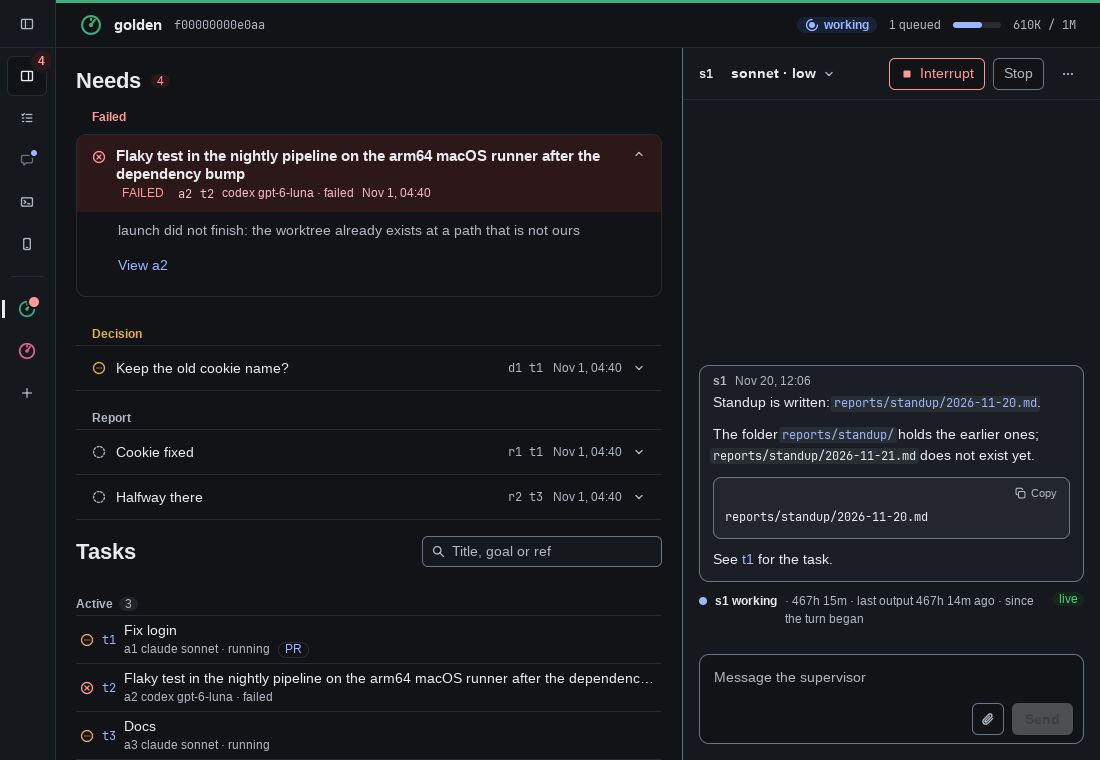 golden f00000000e0aa
working 1 queued 610K / 1M
4
Needs 4
Failed
Flaky test in the nightly pipeline on the arm64 macOS runner after the
dependency bump
FAILED a2 t2 codex gpt-6-luna · failed Nov 1, 04:40
launch did not finish: the worktree already exists at a path that is not ours
View a2
Decision
Keep the old cookie name? d1 t1 Nov 1, 04:40
Report
Cookie fixed r1 t1 Nov 1, 04:40
Halfway there r2 t3 Nov 1, 04:40
Tasks
Title, goal or ref
Active 3
t1 Fix login
a1 claude sonnet · running PR
t2 Flaky test in the nightly pipeline on the arm64 macOS runner after the dependenc…
a2 codex gpt-6-luna · failed
t3 Docs
a3 claude sonnet · running
s1 sonnet · low Interrupt Stop
s1 Nov 20, 12:06
Standup is written: reports/standup/2026-11-20.md.
The folder reports/standup/ holds the earlier ones;
reports/standup/2026-11-21.md does not exist yet.
Copy
reports/standup/2026-11-20.md
See t1 for the task.
s1 working · 467h 15m · last output 467h 14m ago · since
the turn began
live
Message the supervisor
Send